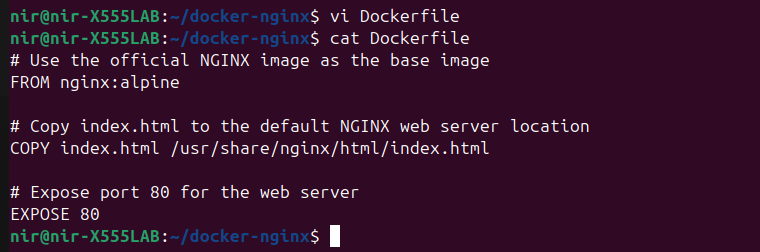 nir@nir-X555LAB:~/docker-nginx$ vi Dockerfile
nir@nir-X555LAB:~/docker-nginx$ cat Dockerfile
# Use the official NGINX image as the base image
FROM nginx:alpine

# Copy index.html to the default NGINX web server location
COPY index.html /usr/share/nginx/html/index.html

# Expose port 80 for the web server
EXPOSE 80
nir@nir-X555LAB:~/docker-nginx$